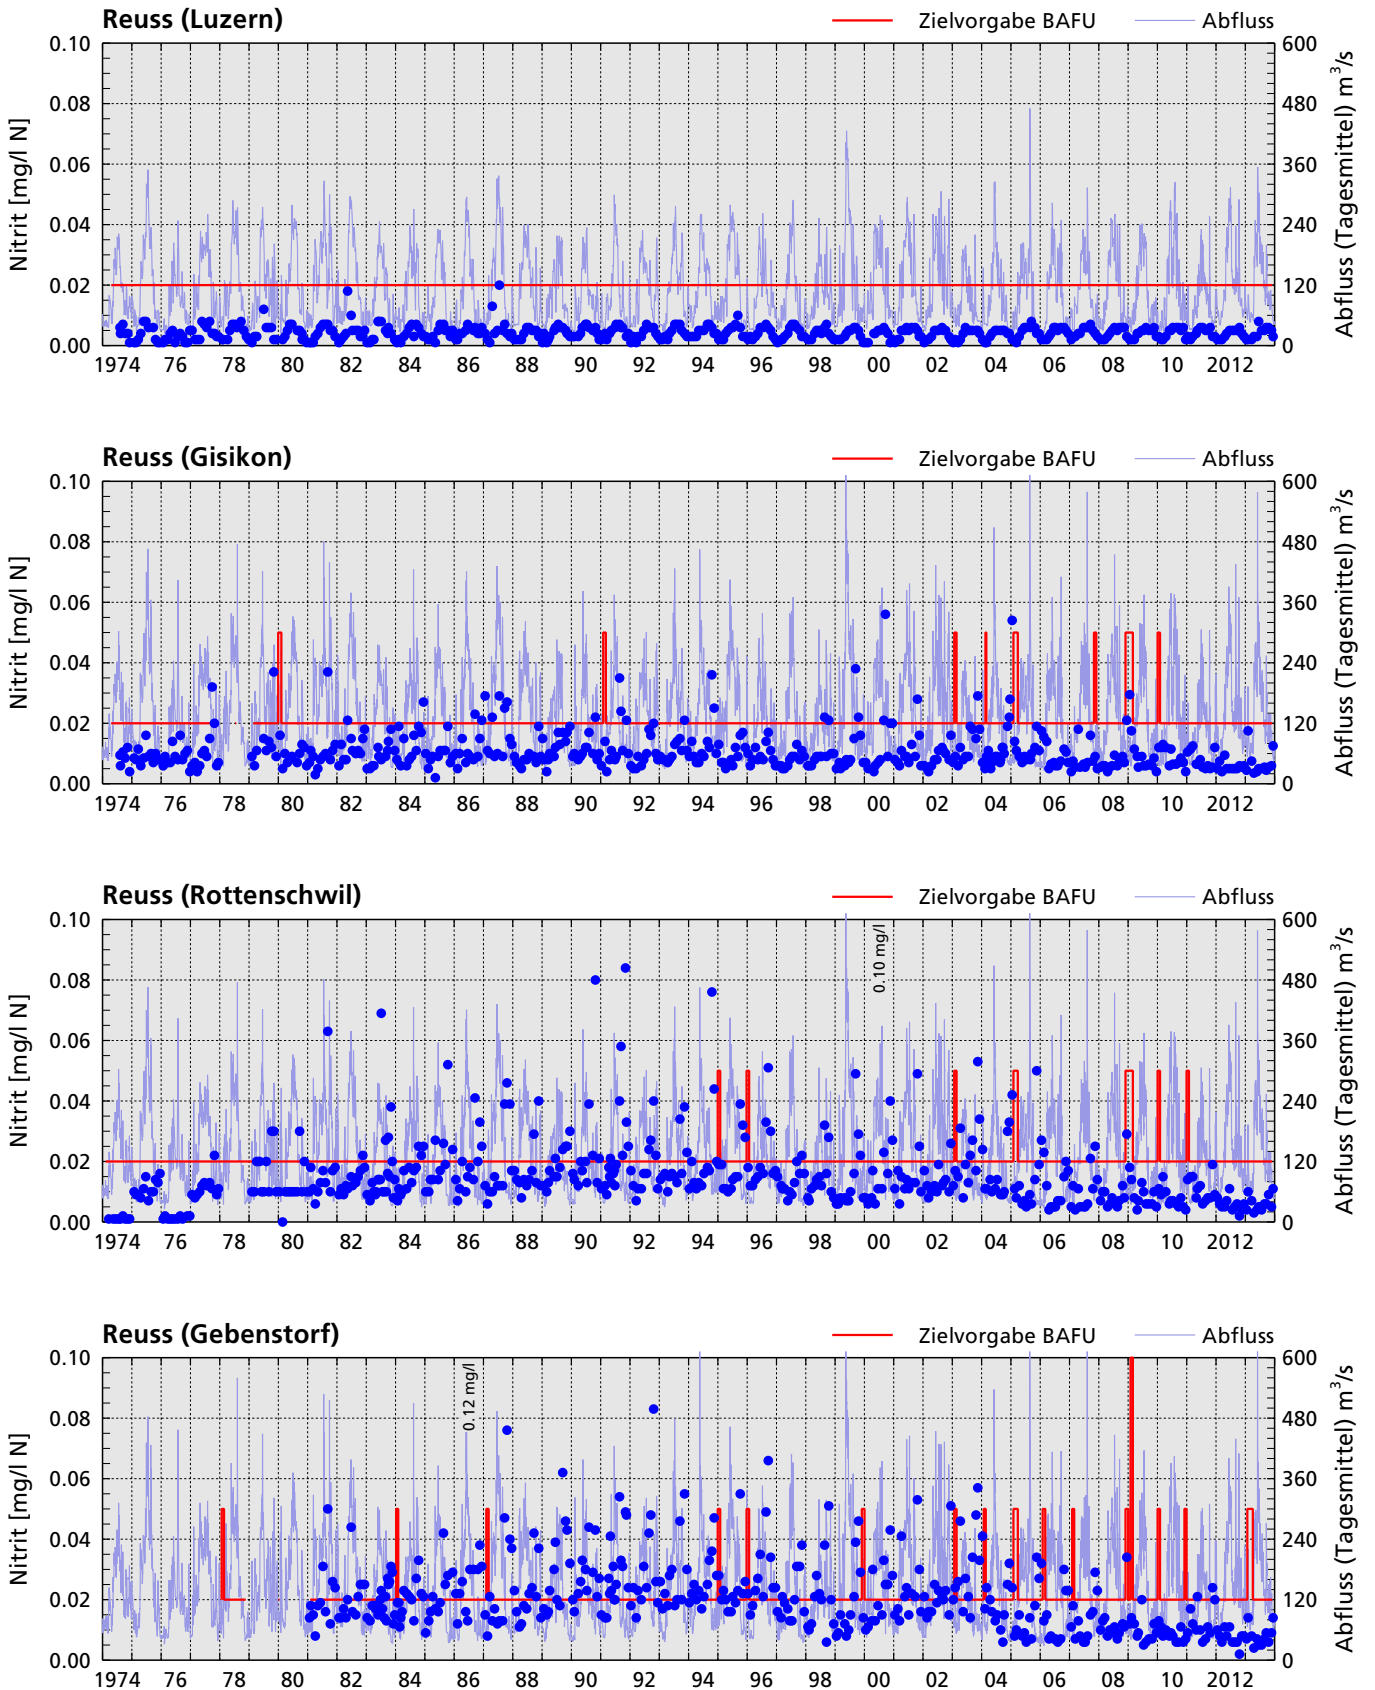 Reuss (Luzern)
Zielvorgabe BAFU
Abfluss
0.10
0.08
0.06
0.04
0.02
0.00
Nitrit [mg/l N]
600
480
360
240
120
0
Abfluss (Tagesmittel) m³/s
1974 76 78 80 82 84 86 88 90 92 94 96 98 00 02 04 06 08 10 2012
Reuss (Gisikon)
Zielvorgabe BAFU
Abfluss
0.10
0.08
0.06
0.04
0.02
0.00
Nitrit [mg/l N]
600
480
360
240
120
0
Abfluss (Tagesmittel) m³/s
1974 76 78 80 82 84 86 88 90 92 94 96 98 00 02 04 06 08 10 2012
Reuss (Rottenschwil)
Zielvorgabe BAFU
Abfluss
0.10
0.08
0.06
0.04
0.02
0.00
Nitrit [mg/l N]
0.10 mg/l
600
480
360
240
120
0
Abfluss (Tagesmittel) m³/s
1974 76 78 80 82 84 86 88 90 92 94 96 98 00 02 04 06 08 10 2012
Reuss (Gebenstorf)
Zielvorgabe BAFU
Abfluss
0.10
0.08
0.06
0.04
0.02
0.00
Nitrit [mg/l N]
0.12 mg/l
600
480
360
240
120
0
Abfluss (Tagesmittel) m³/s
1974 76 78 80 82 84 86 88 90 92 94 96 98 00 02 04 06 08 10 2012